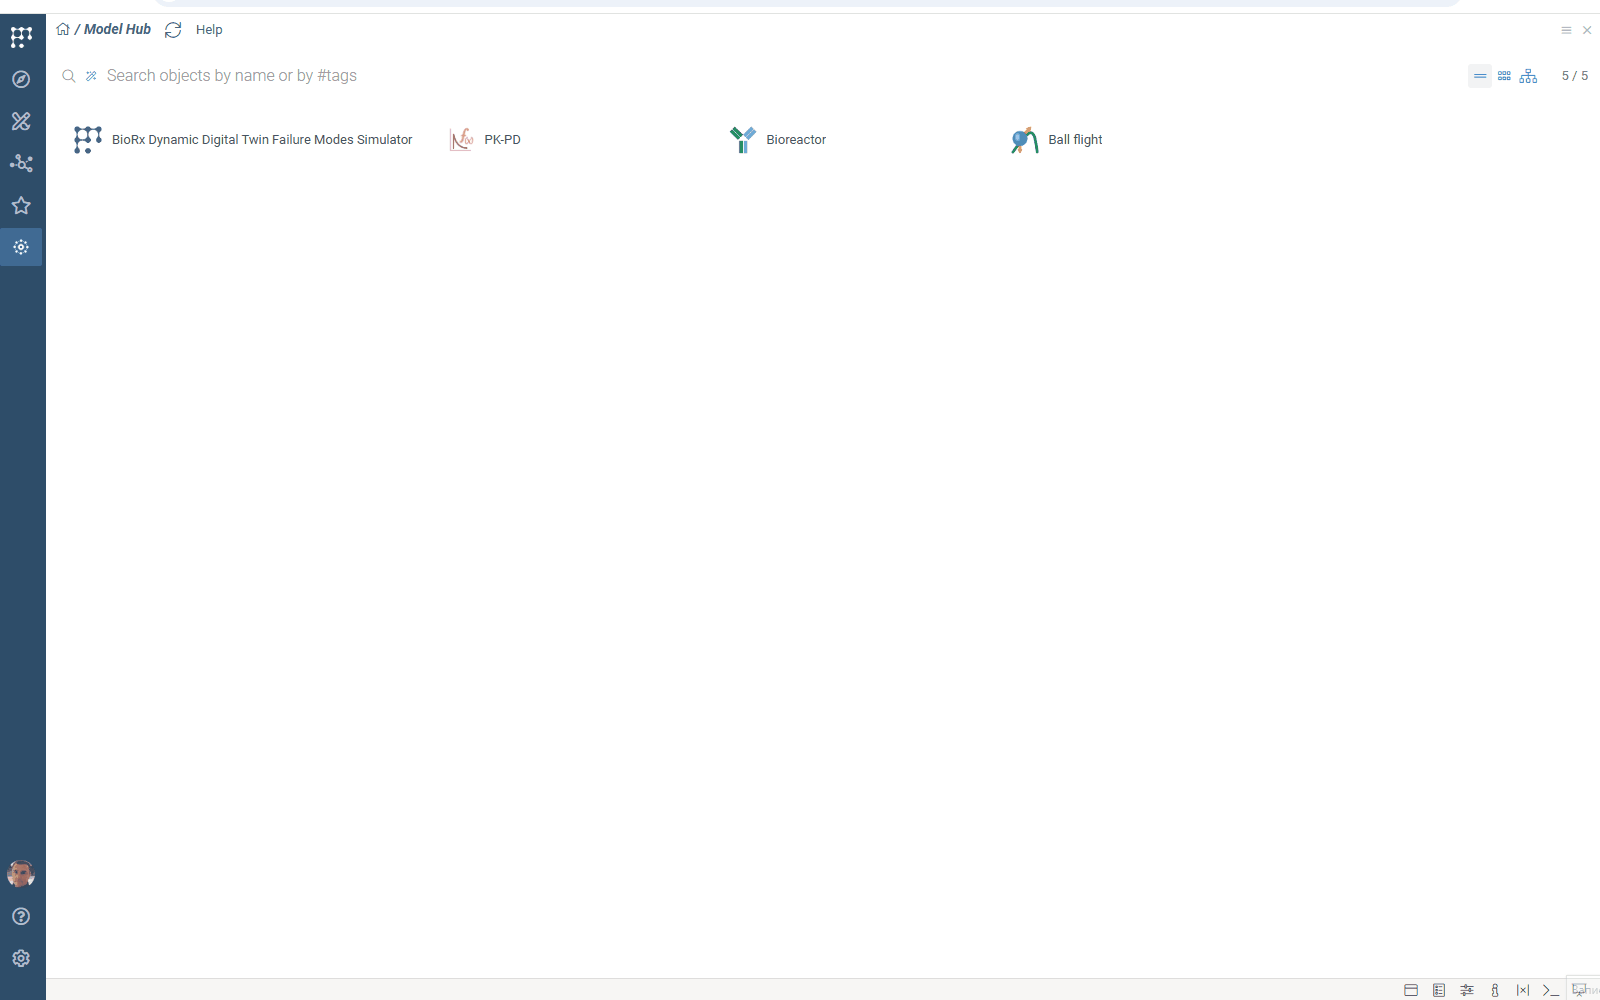 / Model Hub Help
Search objects by name or by #tags 5 / 5
BioRx Dynamic Digital Twin Failure Modes Simulator PK-PD Bioreactor Ball flight